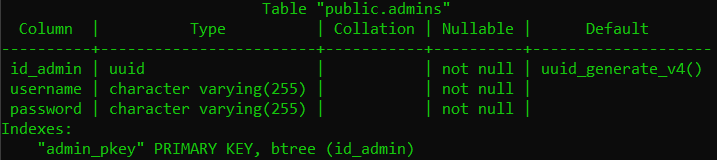 Table "public.admins"
Column | Type | Collation | Nullable | Default
-----------+------------------------+-----------+----------+--------------------
id_admin | uuid | | not null | uuid_generate_v4()
username | character varying(255) | | not null |
password | character varying(255) | | not null |
Indexes:
"admin_pkey" PRIMARY KEY, btree (id_admin)